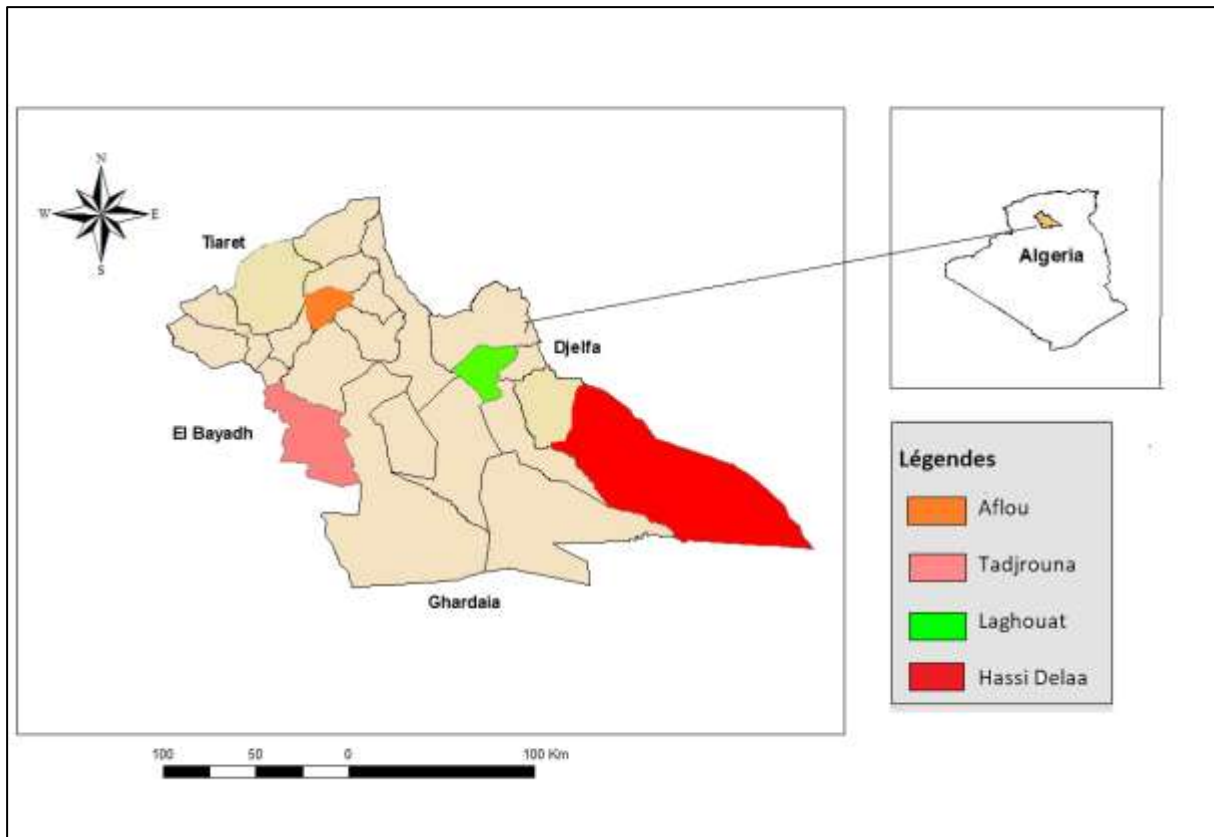 N
W
E
S
Tiaret
Djelfa
El Bayadh
Ghardaia
Algeria
Légendes
Aflou
Tadjrouna
Laghouat
Hassi Delaa
100 50 0 100 Km